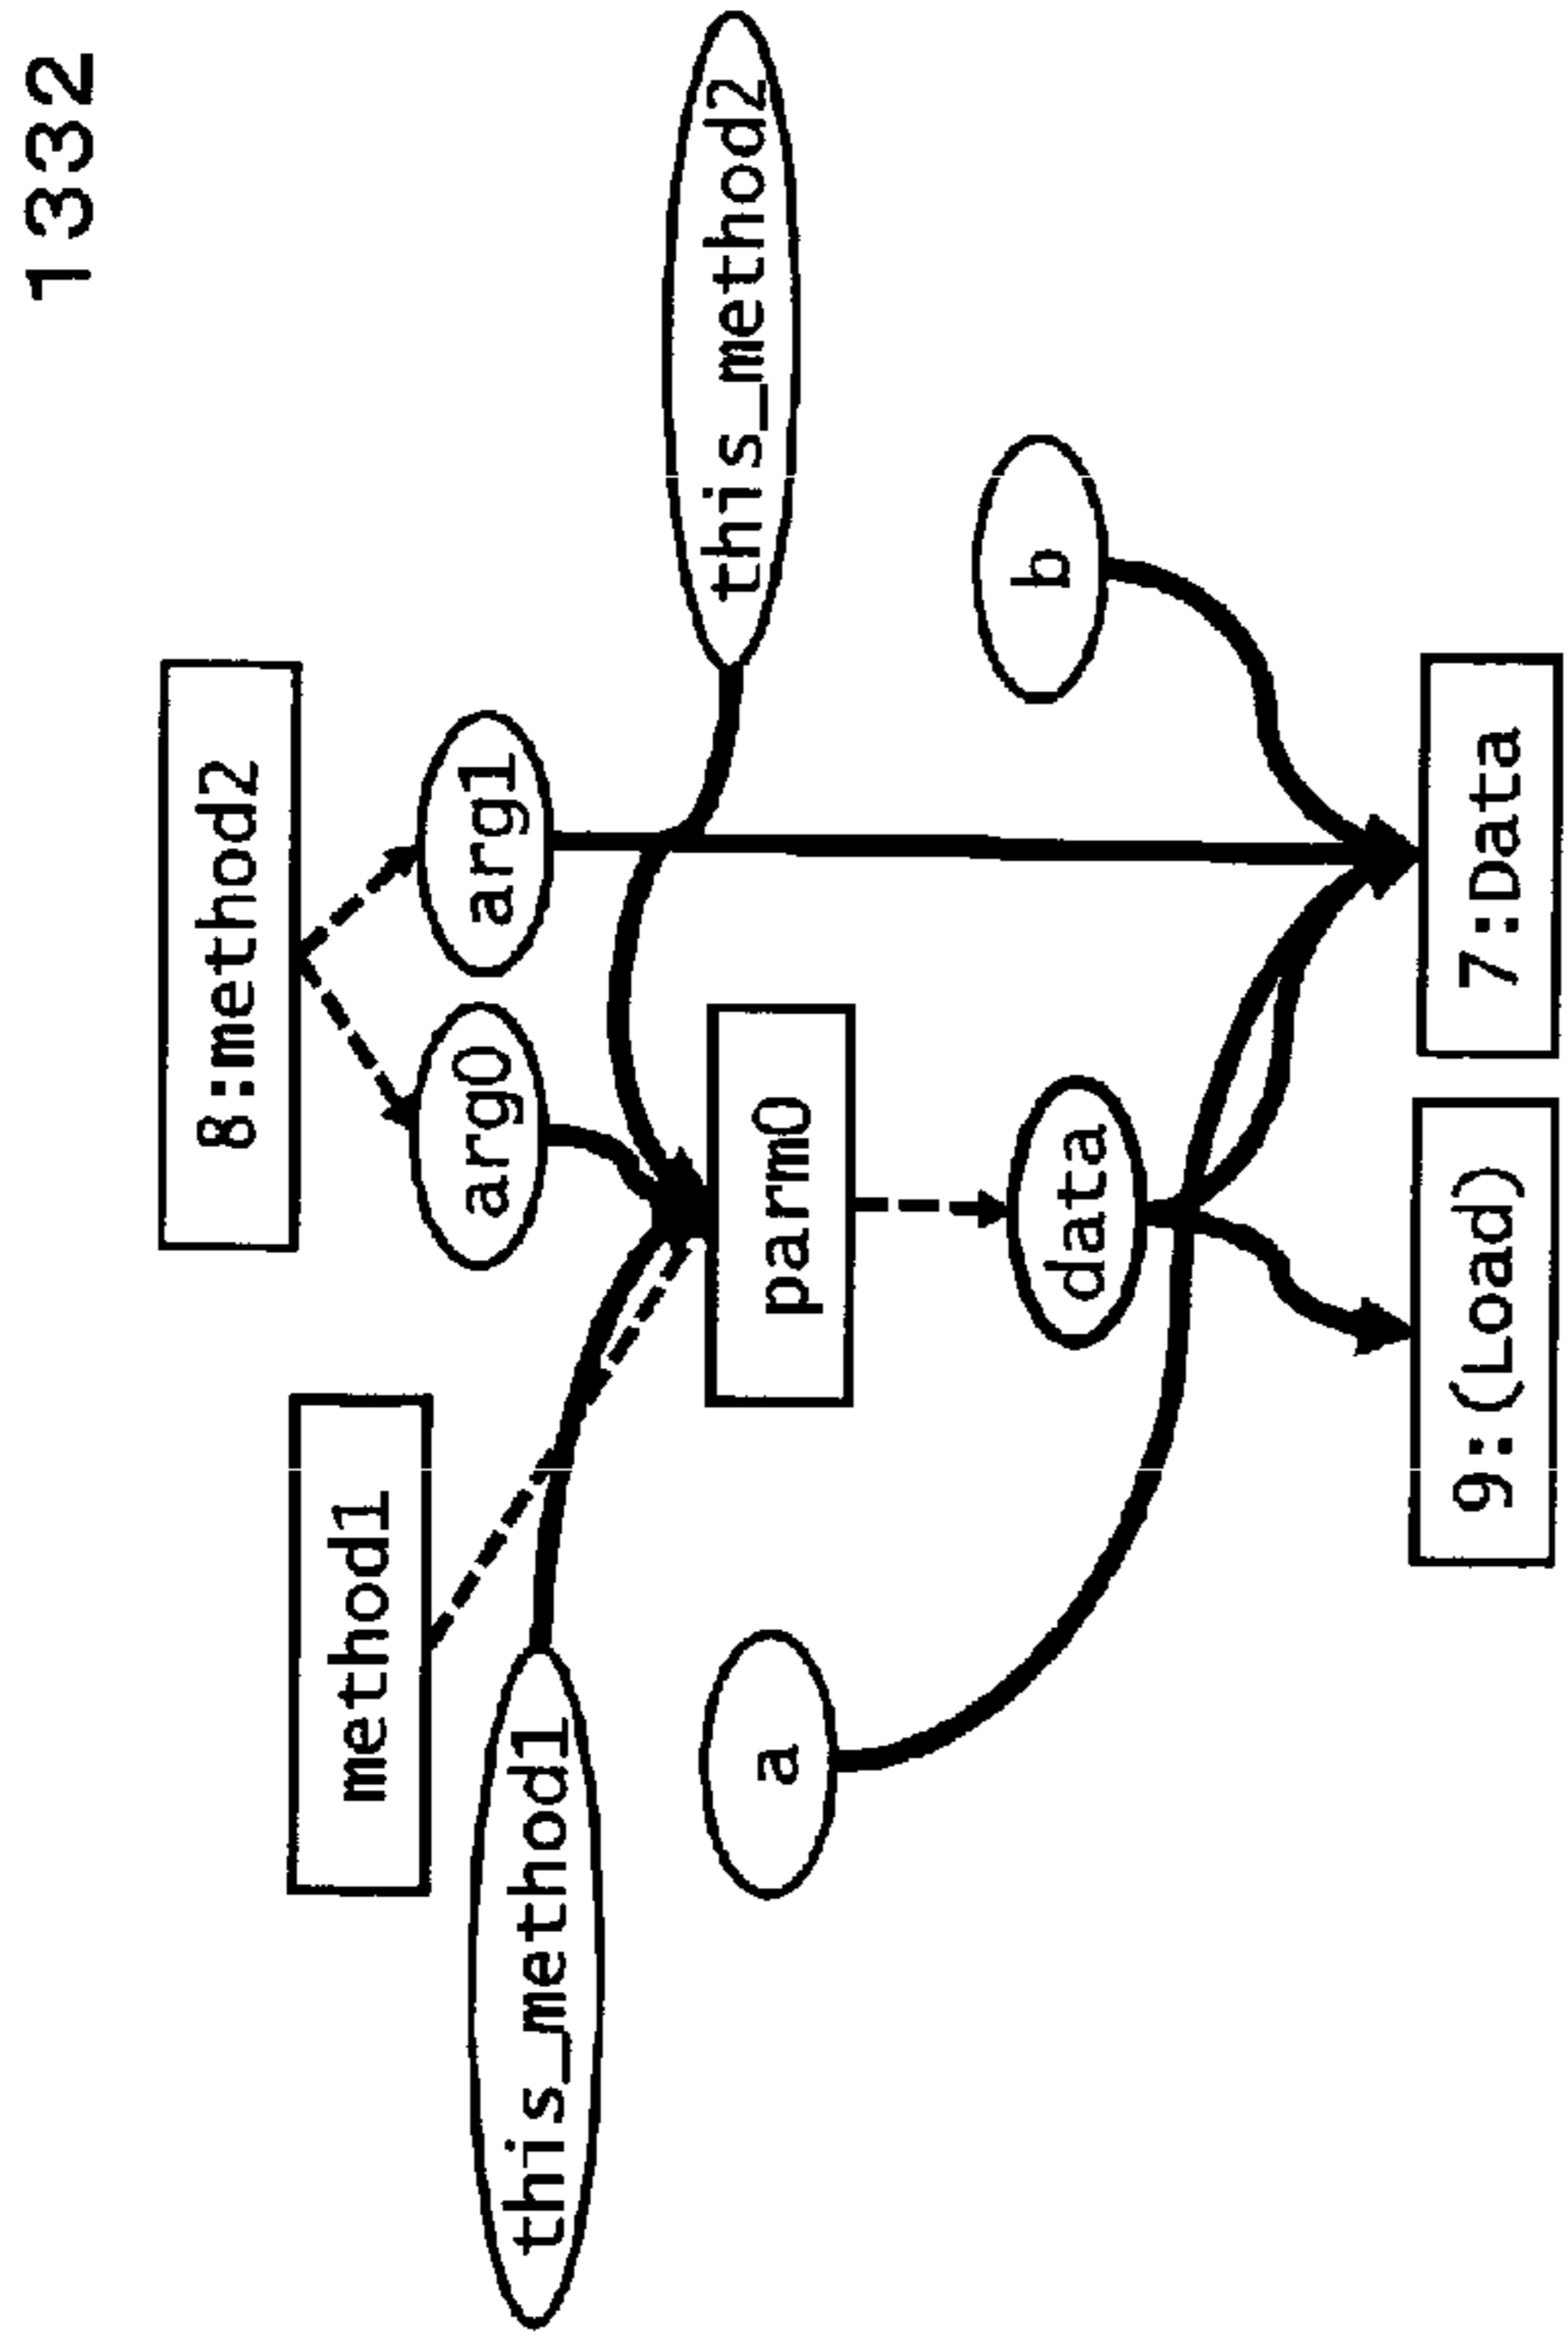 1332
8:method2
method1
arg0
arg1
this_method1
this_method2
parm0
a
data
b
9:(Load)
7:Data